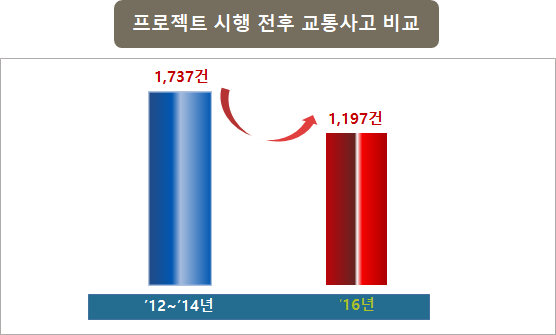 프로젝트 시행 전후 교통사고 비교
1,737건
1,197건
′12~′14년
′16년